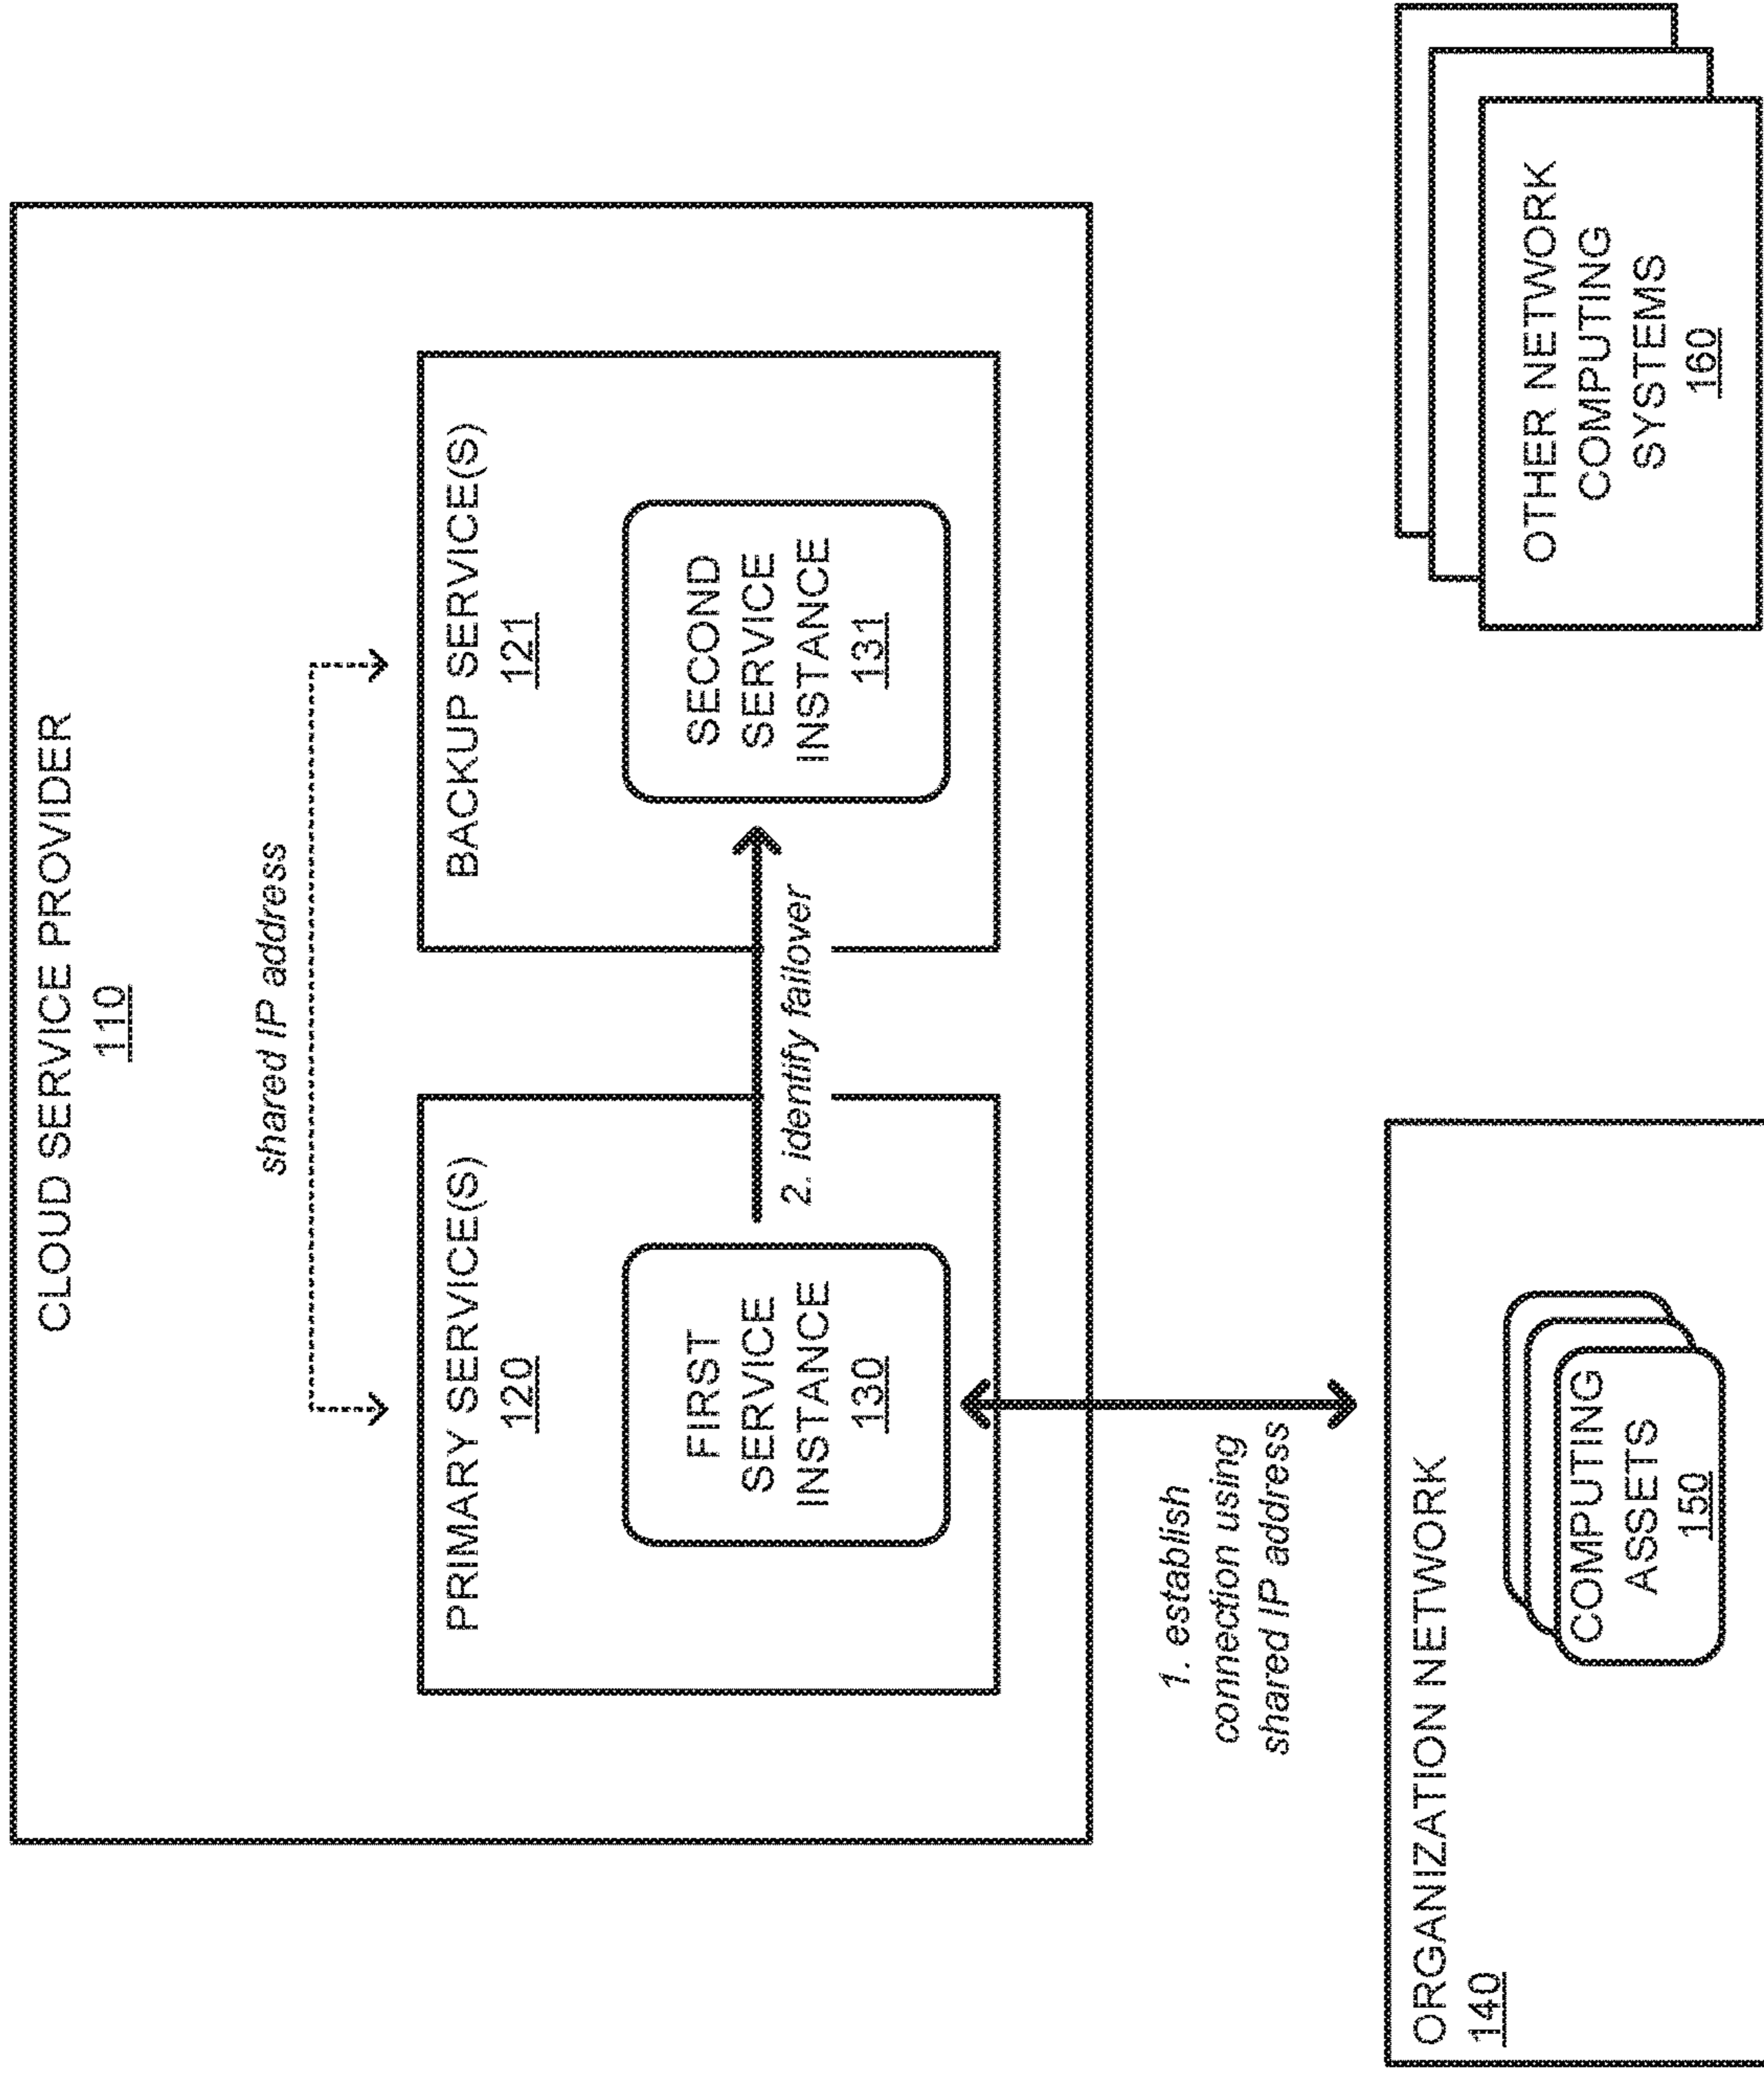 CLOUD SERVICE PROVIDER
110
shared IP address
PRIMARY SERVICE(S)
120
FIRST
SERVICE
INSTANCE
130
2. identify failover
BACKUP SERVICE(S)
121
SECOND
SERVICE
INSTANCE
131
1. establish
connection using
shared IP address
ORGANIZATION NETWORK
140
COMPUTING
ASSETS
150
OTHER NETWORK
COMPUTING
SYSTEMS
160